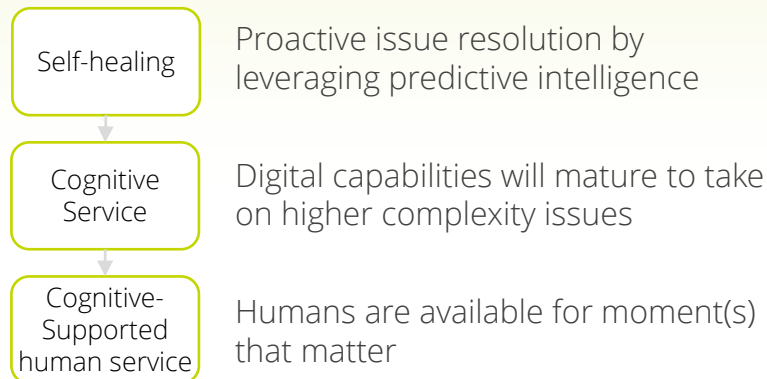 Self-healing
Proactive issue resolution by
leveraging predictive intelligence
Cognitive
Service
Digital capabilities will mature to take
on higher complexity issues
Cognitive-
Supported
human service
Humans are available for moment(s)
that matter